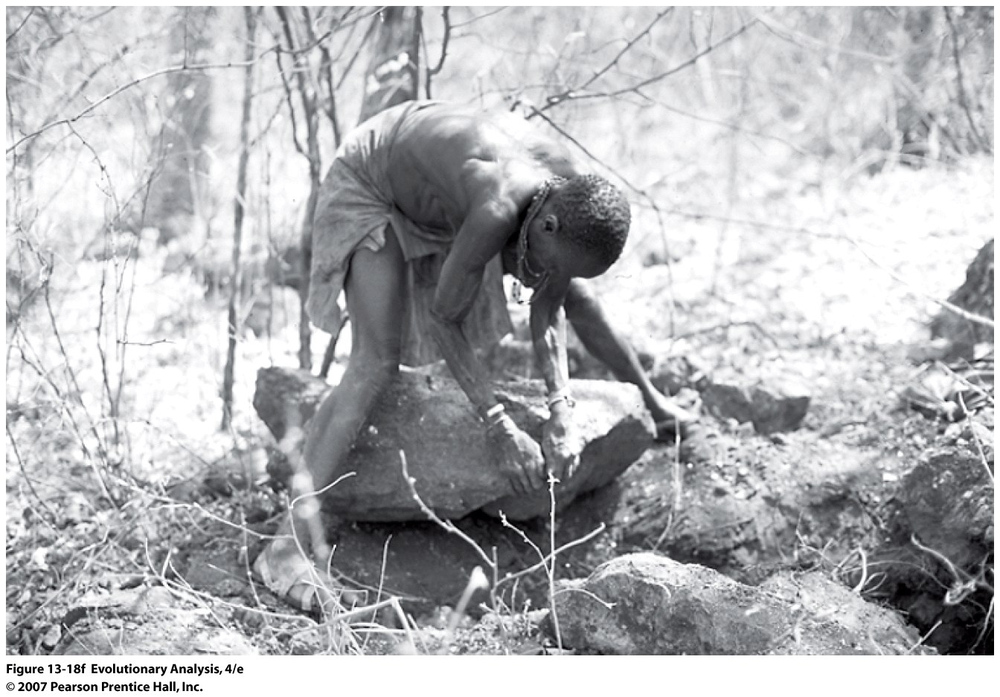 Figure 13-18f Evolutionary Analysis, 4/e
© 2007 Pearson Prentice Hall, Inc.